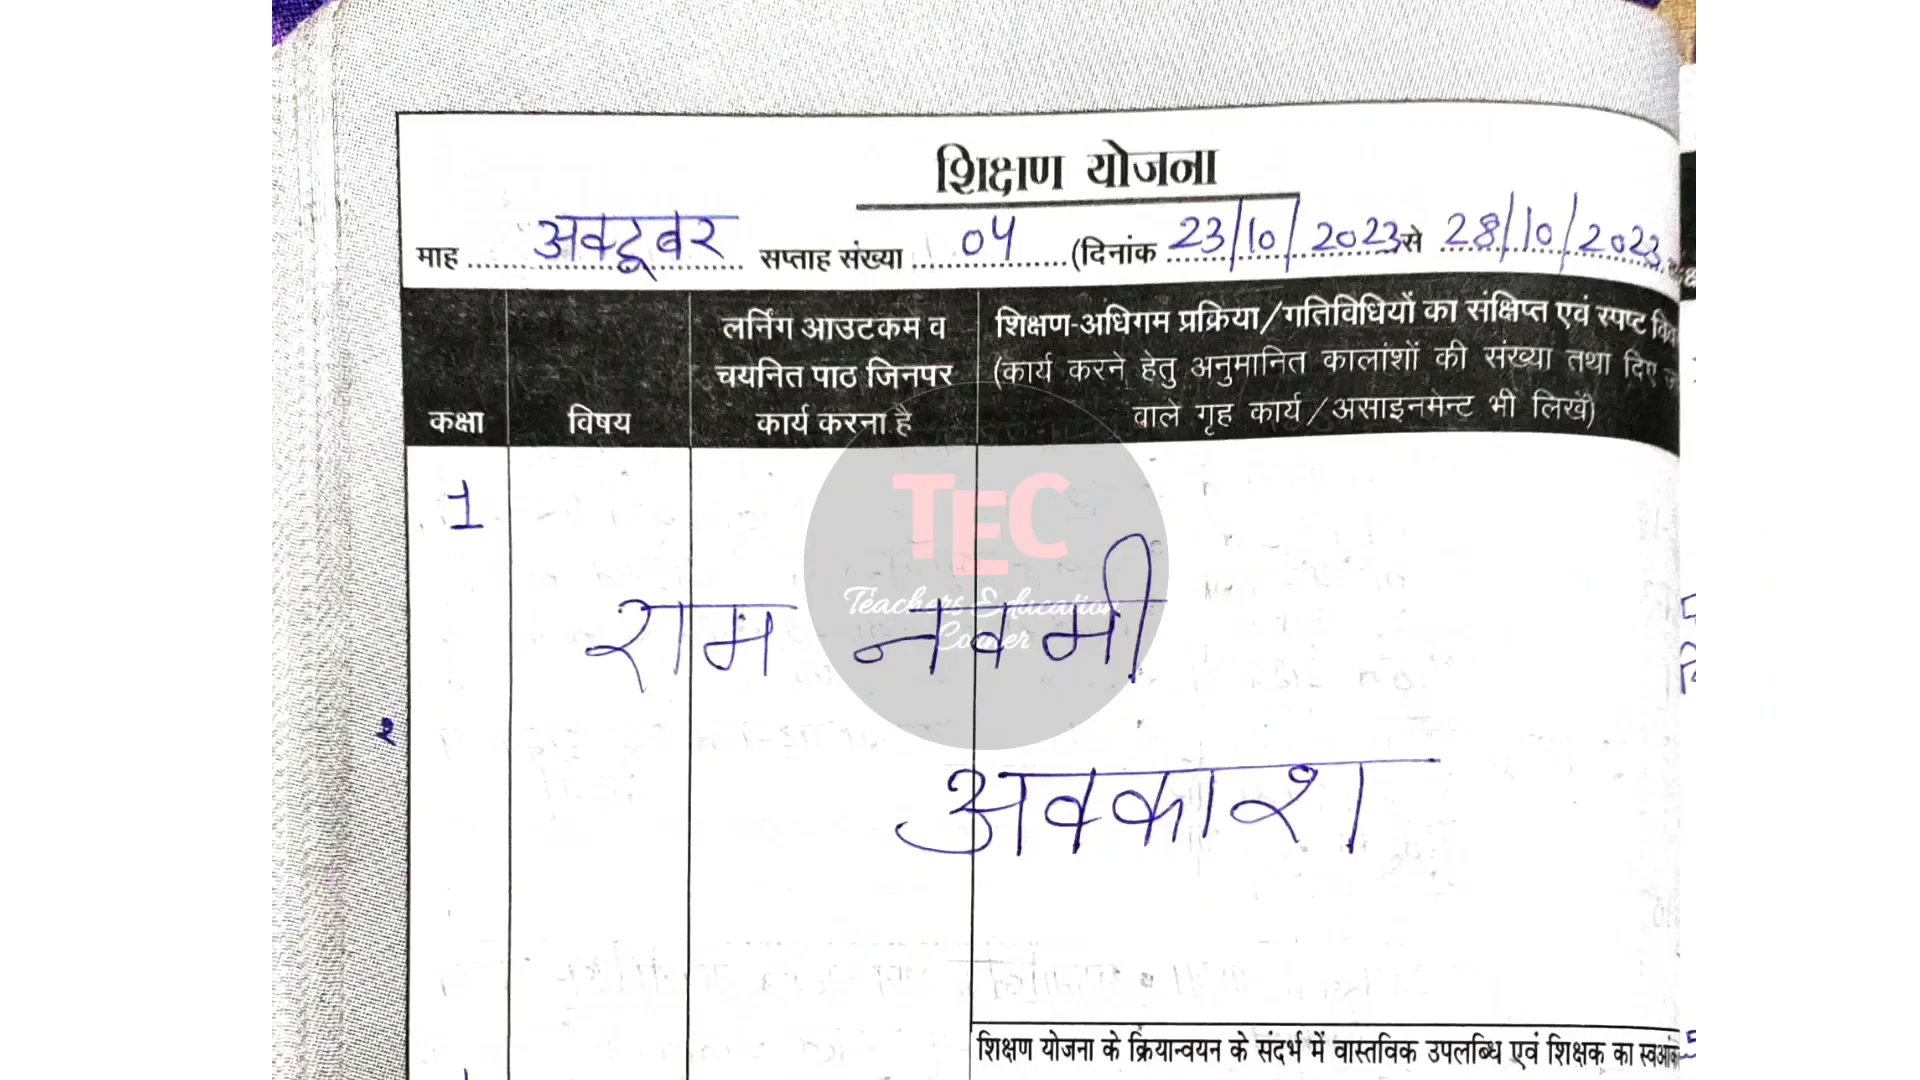 शिक्षण योजना
माह अक्टूबर सप्ताह संख्या 04 (दिनांक 23/10/2023 से 28/10/2023
कक्षा
विषय
लर्निंग आउटकम व
चयनित पाठ जिनपर
कार्य करना है
शिक्षण-अधिगम प्रक्रिया/गतिविधियों का संक्षिप्त एवं स्पष्ट
(कार्य करने हेतु अनुमानित कालांशों की संख्या तथा दिए
वाले गृह कार्य/असाइनमेन्ट भी लिखें)
1
TEC
Teachers Education
Corner
राम नवमी
अवकाश
शिक्षण योजना के क्रियान्वयन के संदर्भ में वास्तविक उपलब्धि एवं शिक्षक का